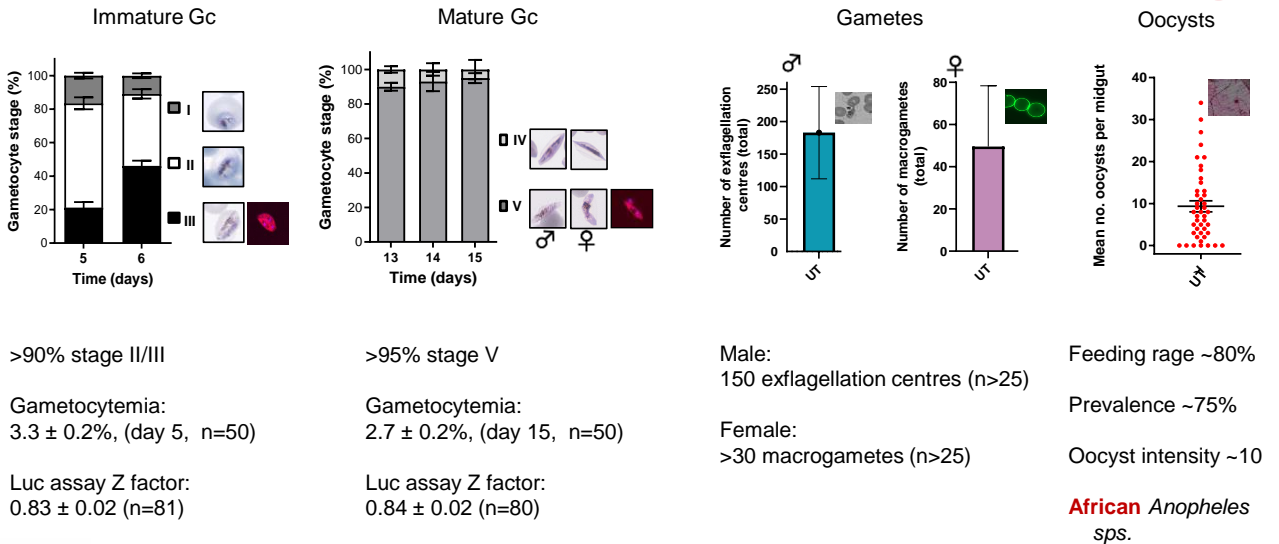 Immature Gc
Mature Gc
Gametes
Oocysts
Gametocyte stage (%)
100
80
60
40
20
0
5
6
Time (days)
I
II
III
Gametocyte stage (%)
100
80
60
40
20
0
13
14
15
Time (days)
IV
V
♂
♀
♂
Number of exflagellation
centres (total)
250
200
150
100
50
0
UT
♀
Number of macrogametes
(total)
80
60
40
20
0
UT
Mean no. oocysts per midgut
40
30
20
10
0
>90% stage II/III
Gametocytemia:
3.3 ± 0.2%, (day 5, n=50)
Luc assay Z factor:
0.83 ± 0.02 (n=81)
>95% stage V
Gametocytemia:
2.7 ± 0.2%, (day 15, n=50)
Luc assay Z factor:
0.84 ± 0.02 (n=80)
Male:
150 exflagellation centres (n>25)
Female:
>30 macrogametes (n>25)
Feeding rage ~80%
Prevalence ~75%
Oocyst intensity ~10
African Anopheles
sps.